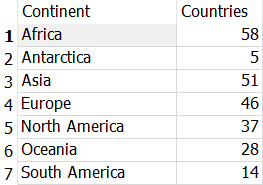 Continent Countries
1 Africa 58
2 Antarctica 5
3 Asia 51
4 Europe 46
5 North America 37
6 Oceania 28
7 South America 14